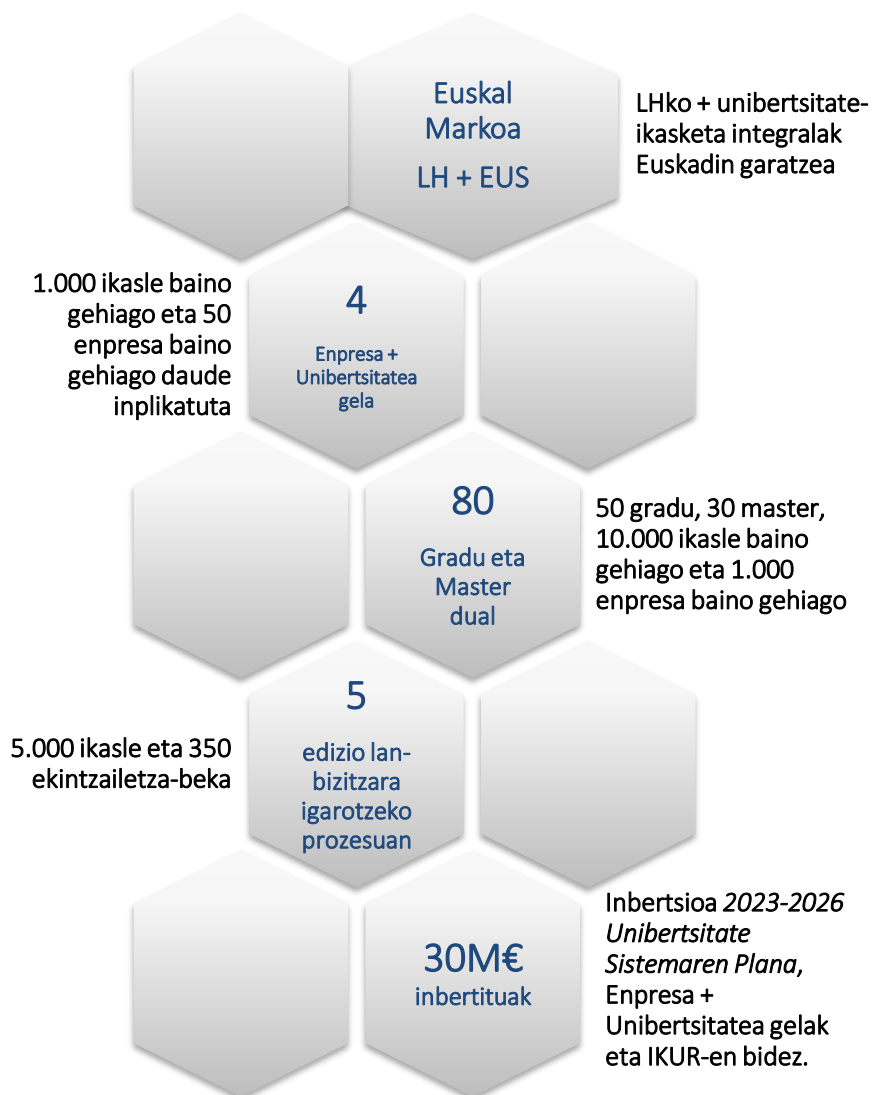 Euskal
Markoa
LH + EUS
LHko + unibertsitate-
ikasketa integralak
Euskadin garatzea
1.000 ikasle baino
gehiago eta 50
enpresa baino
gehiago daude
inplikatuta
4
Enpresa +
Unibertsitatea
gela
80
Gradu eta
Master
dual
50 gradu, 30 master,
10.000 ikasle baino
gehiago eta 1.000
enpresa baino gehiago
5.000 ikasle eta 350
ekintzailetza-beka
5
edizio lan-
bizitzara
igarotzeko
prozesuan
30M€
inbertituak
Inbertsioa 2023-2026
Unibertsitate
Sistemaren Plana,
Enpresa +
Unibertsitatea gelak
eta IKUR-en bidez.